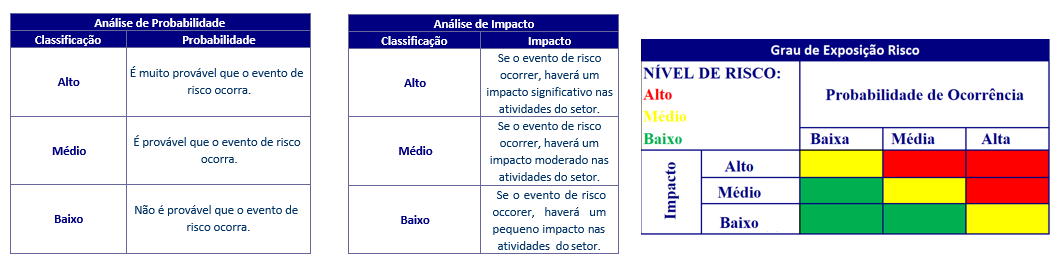 Análise de Probabilidade
Classificação Probabilidade
Alto
É muito provável que o evento de
risco ocorra.
Médio
É provável que o evento de risco
ocorra.
Baixo
Não é provável que o evento de
risco ocorra.
Análise de Impacto
Classificação Impacto
Alto
Se o evento de risco
ocorrer, haverá um
impacto significativo nas
atividades do setor.
Médio
Se o evento de risco
ocorrer, haverá um
impacto moderado nas
atividades do setor.
Baixo
Se o evento de risco
occorrer, haverá um
pequeno impacto nas
atividades do setor.
Grau de Exposição Risco
NÍVEL DE RISCO:
Alto
Médio
Baixo
Probabilidade de Ocorrência
Baixa Média Alta
Impacto
Alto
Médio
Baixo